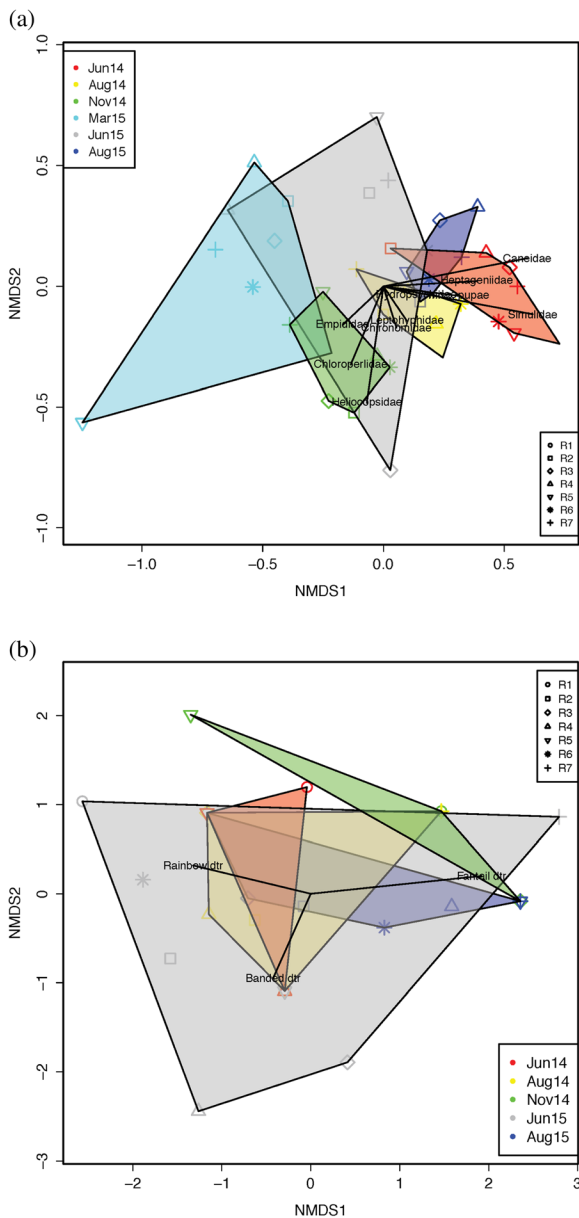 (a)
1.0
0.5
0.0
−0.5
−1.0
NMDS2
Jun14
Aug14
Nov14
Mar15
Jun15
Aug15
Caneidae
Heptageniidae
Simulidae
Empididae
Leptohyphidae
Chironomidae
Chloroperlidae
Heliocopsidae
R1
R2
R3
R4
R5
R6
R7
−1.0
−0.5
0.0
0.5
NMDS1
(b)
2
1
0
−1
−2
−3
NMDS2
R1
R2
R3
R4
R5
R6
R7
Rainbow dtr
Fantail dtr
Banded dtr
Jun14
Aug14
Nov14
Jun15
Aug15
−2
−1
0
1
2
3
NMDS1